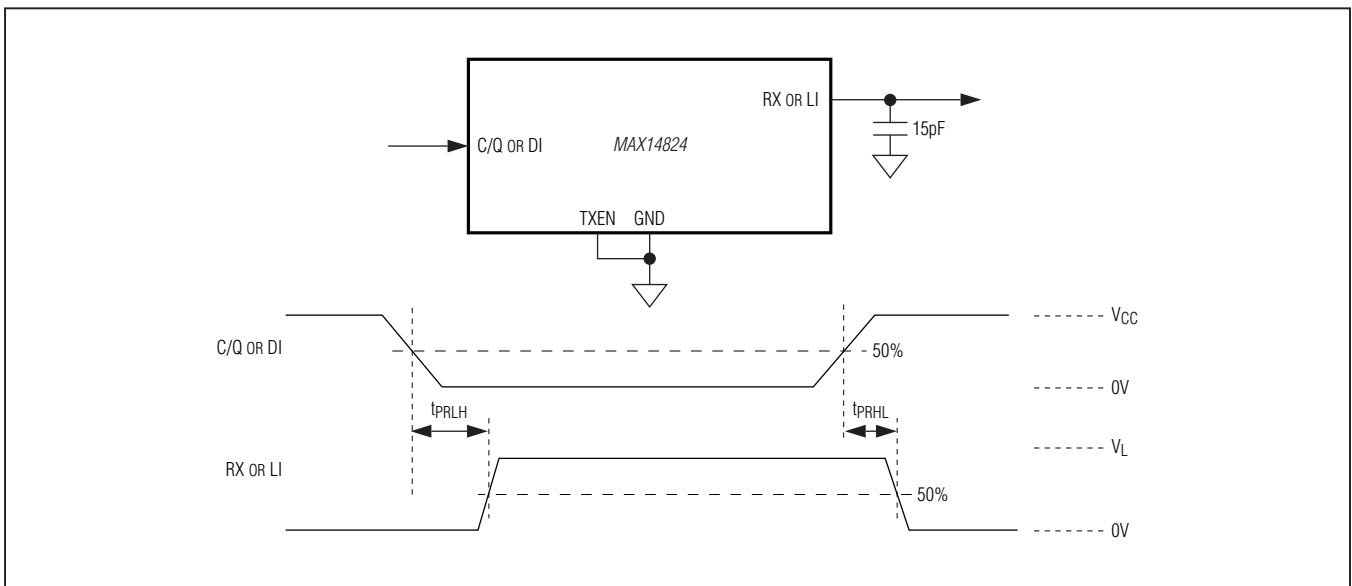 RX OR LI
15pF
C/Q OR DI
MAX14824
TXEN GND
VCC
C/Q OR DI
50%
0V
tPRLH
tPRHL
VL
RX OR LI
50%
0V